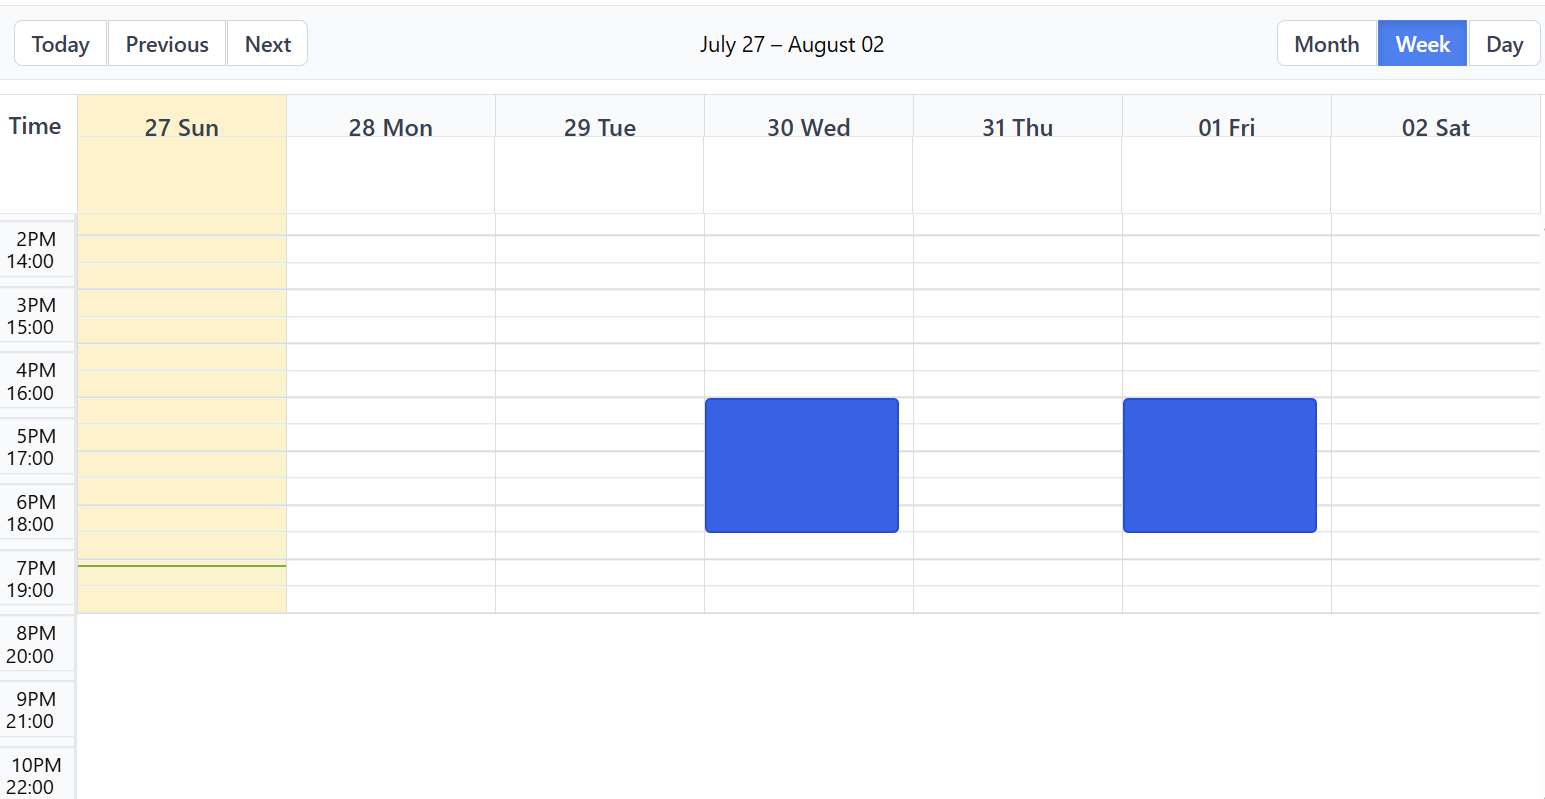 Today Previous Next July 27 – August 02 Month Week Day
Time 27 Sun 28 Mon 29 Tue 30 Wed 31 Thu 01 Fri 02 Sat
2PM
14:00
3PM
15:00
4PM
16:00
5PM
17:00
6PM
18:00
7PM
19:00
8PM
20:00
9PM
21:00
10PM
22:00